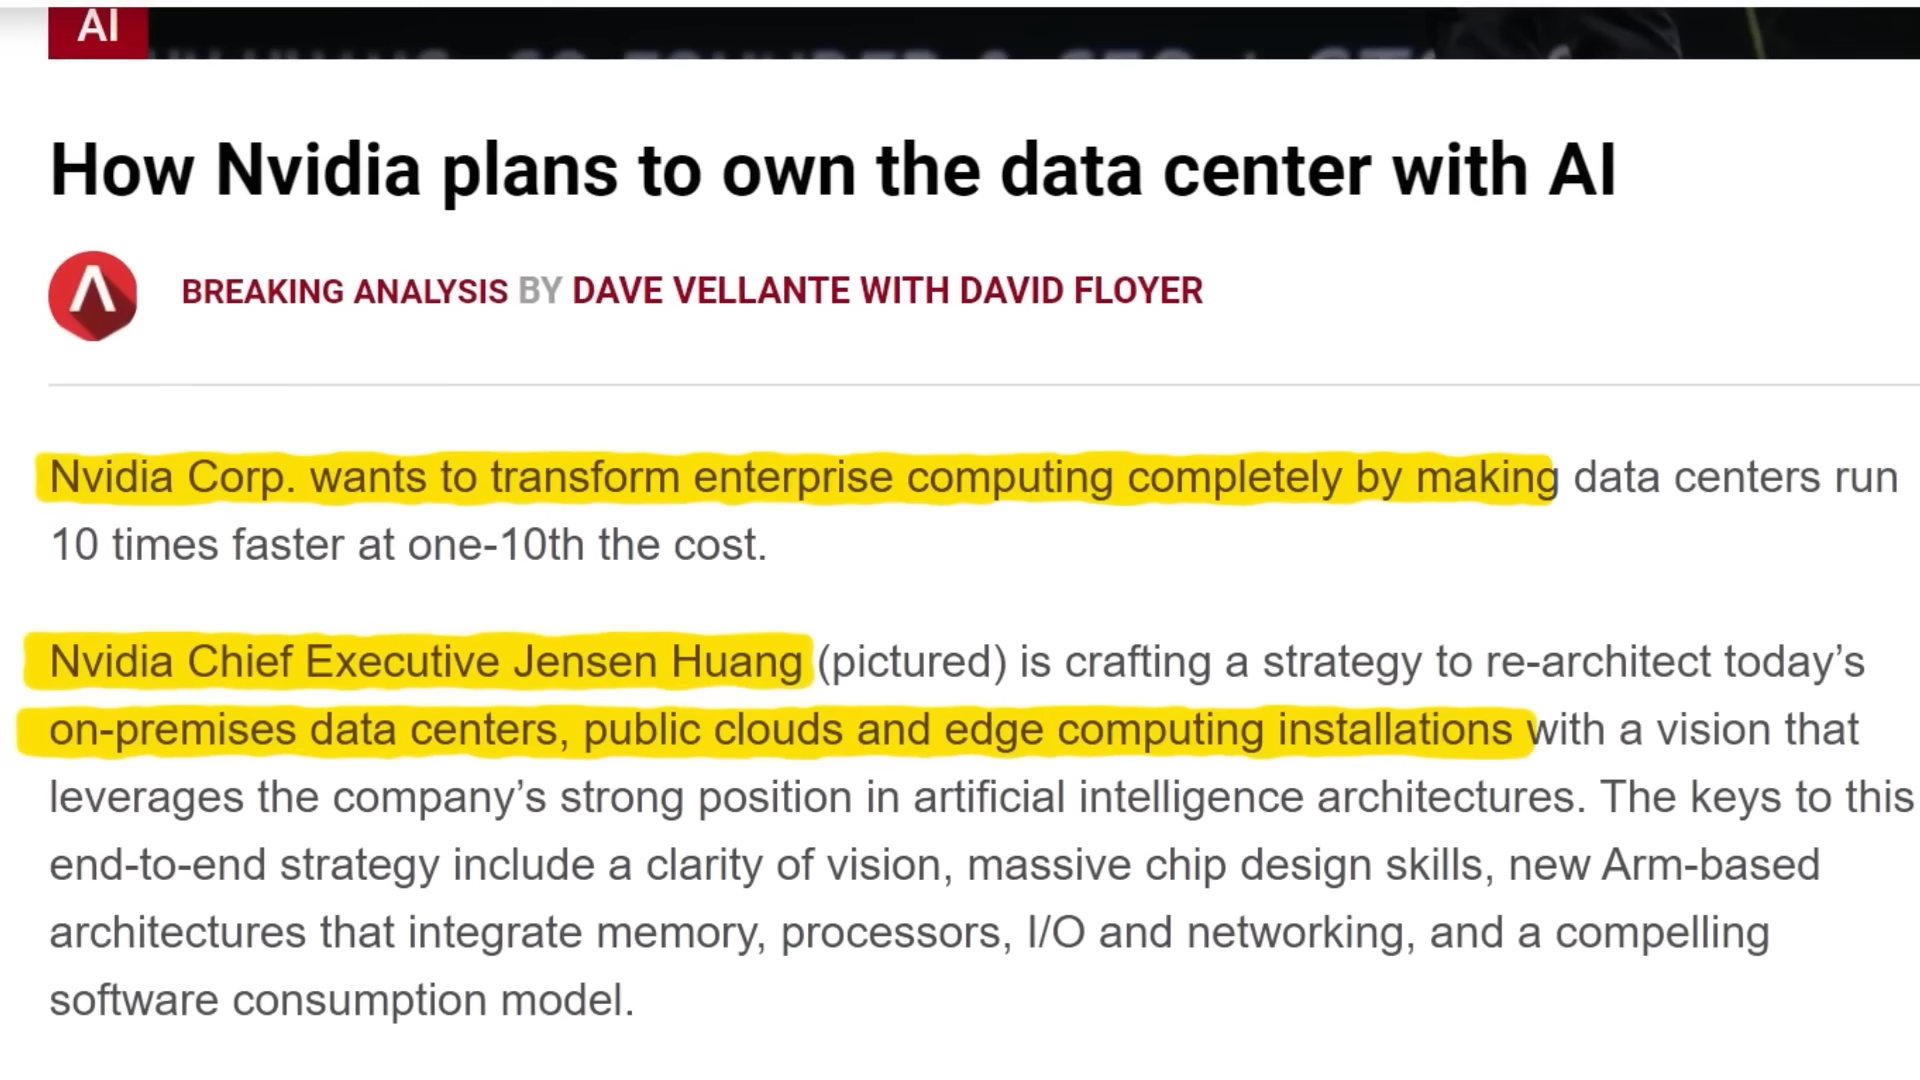 AI
How Nvidia plans to own the data center with AI
BREAKING ANALYSIS BY DAVE VELLANTE WITH DAVID FLOYER
Nvidia Corp. wants to transform enterprise computing completely by making data centers run
10 times faster at one-10th the cost.
Nvidia Chief Executive Jensen Huang (pictured) is crafting a strategy to re-architect today’s
on-premises data centers, public clouds and edge computing installations with a vision that
leverages the company’s strong position in artificial intelligence architectures. The keys to this
end-to-end strategy include a clarity of vision, massive chip design skills, new Arm-based
architectures that integrate memory, processors, I/O and networking, and a compelling
software consumption model.